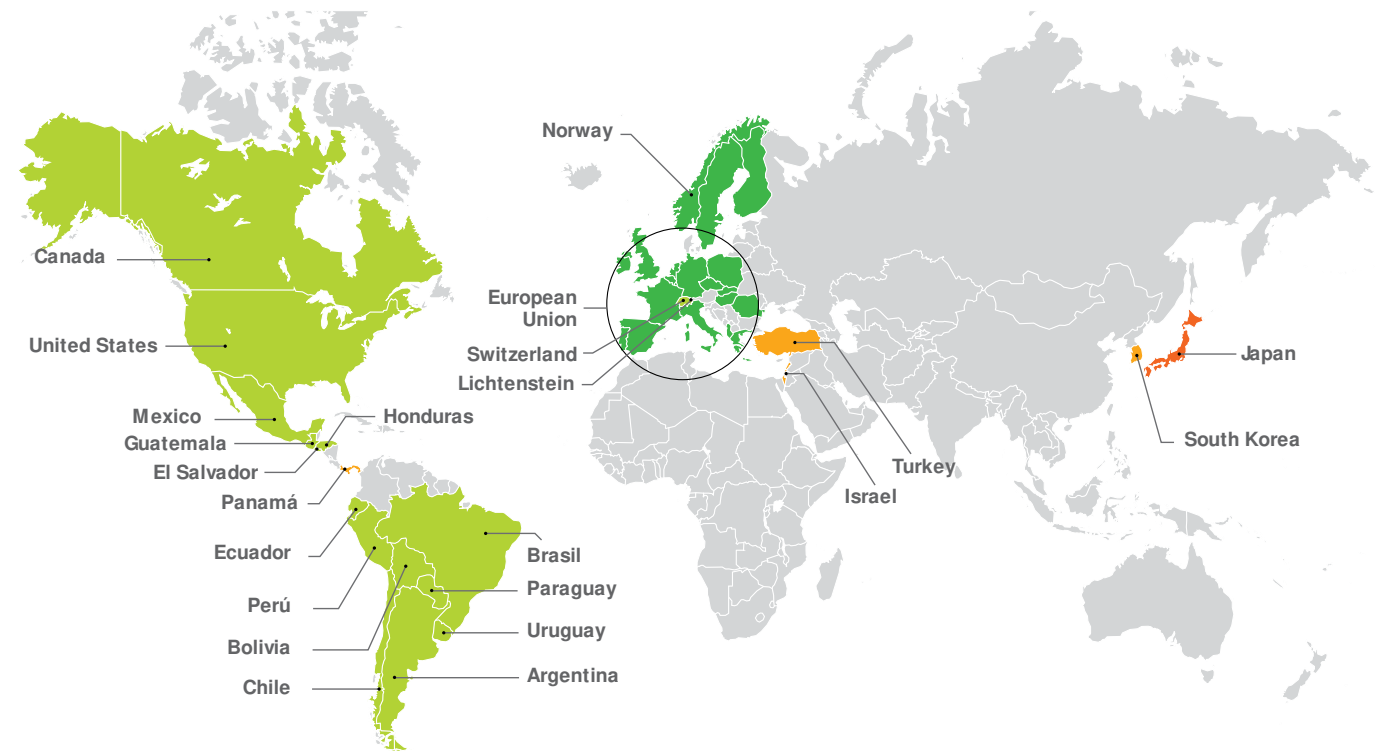 Norway
Canada
European
Union
United States
Switzerland
Japan
Lichtenstein
Mexico
Honduras
Guatemala
South Korea
El Salvador
Turkey
Panamá
Israel
Ecuador
Brasil
Paraguay
Perú
Uruguay
Bolivia
Argentina
Chile